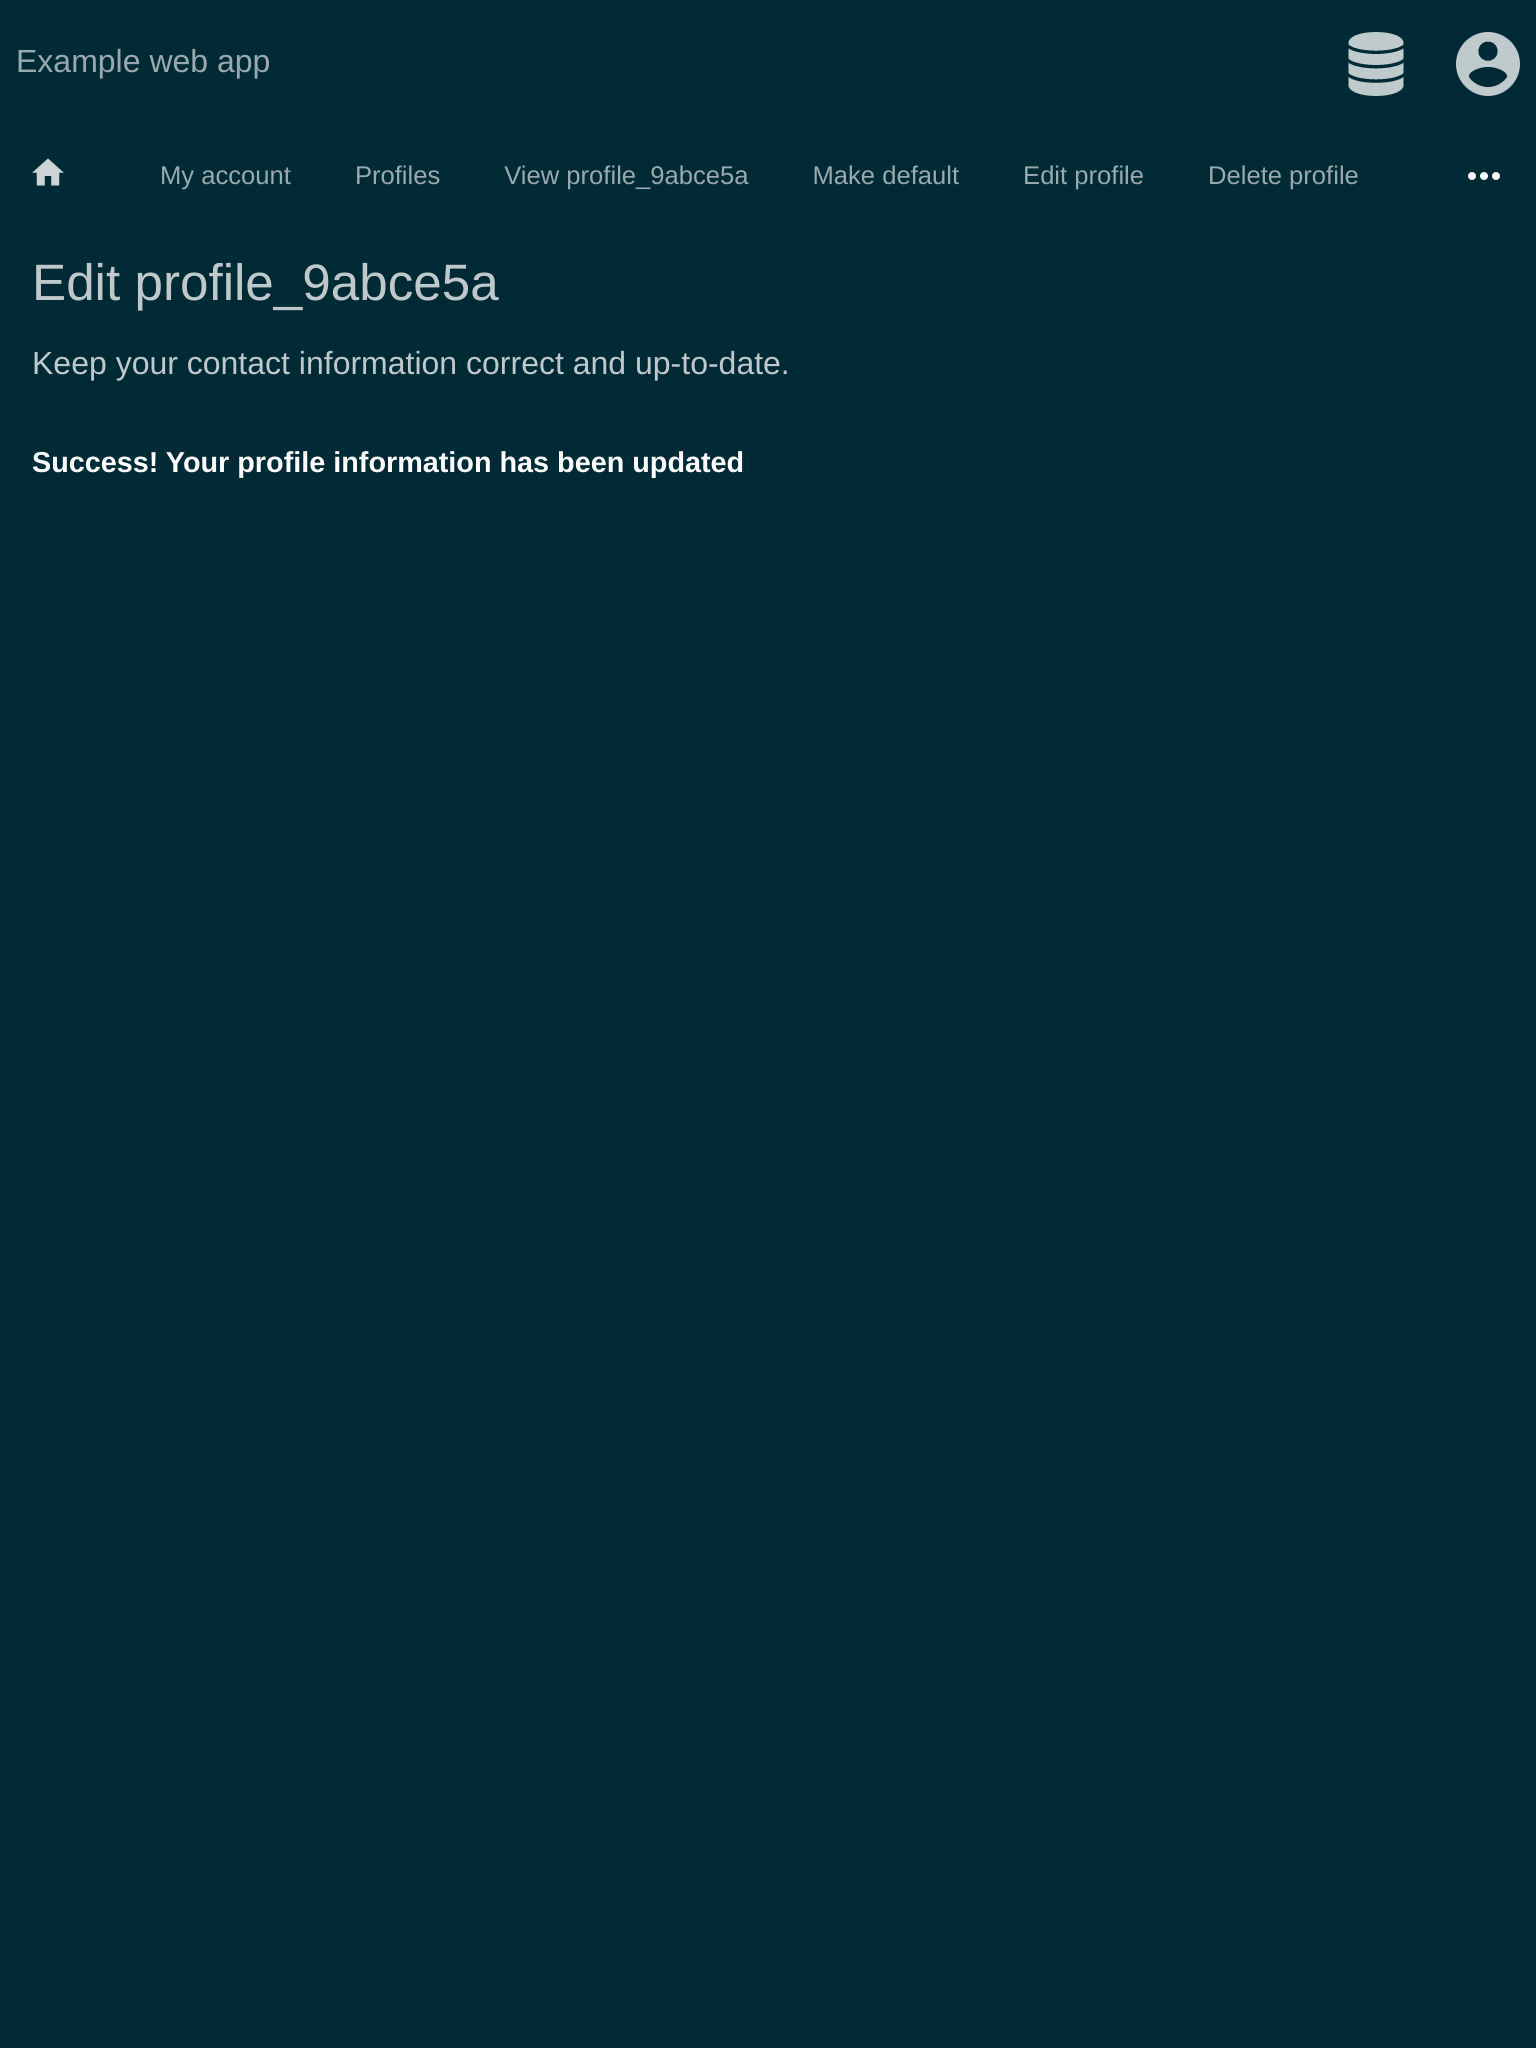 Example web app
My account Profiles View profile_9abce5a Make default Edit profile Delete profile
Edit profile_9abce5a
Keep your contact information correct and up-to-date.
Success! Your profile information has been updated